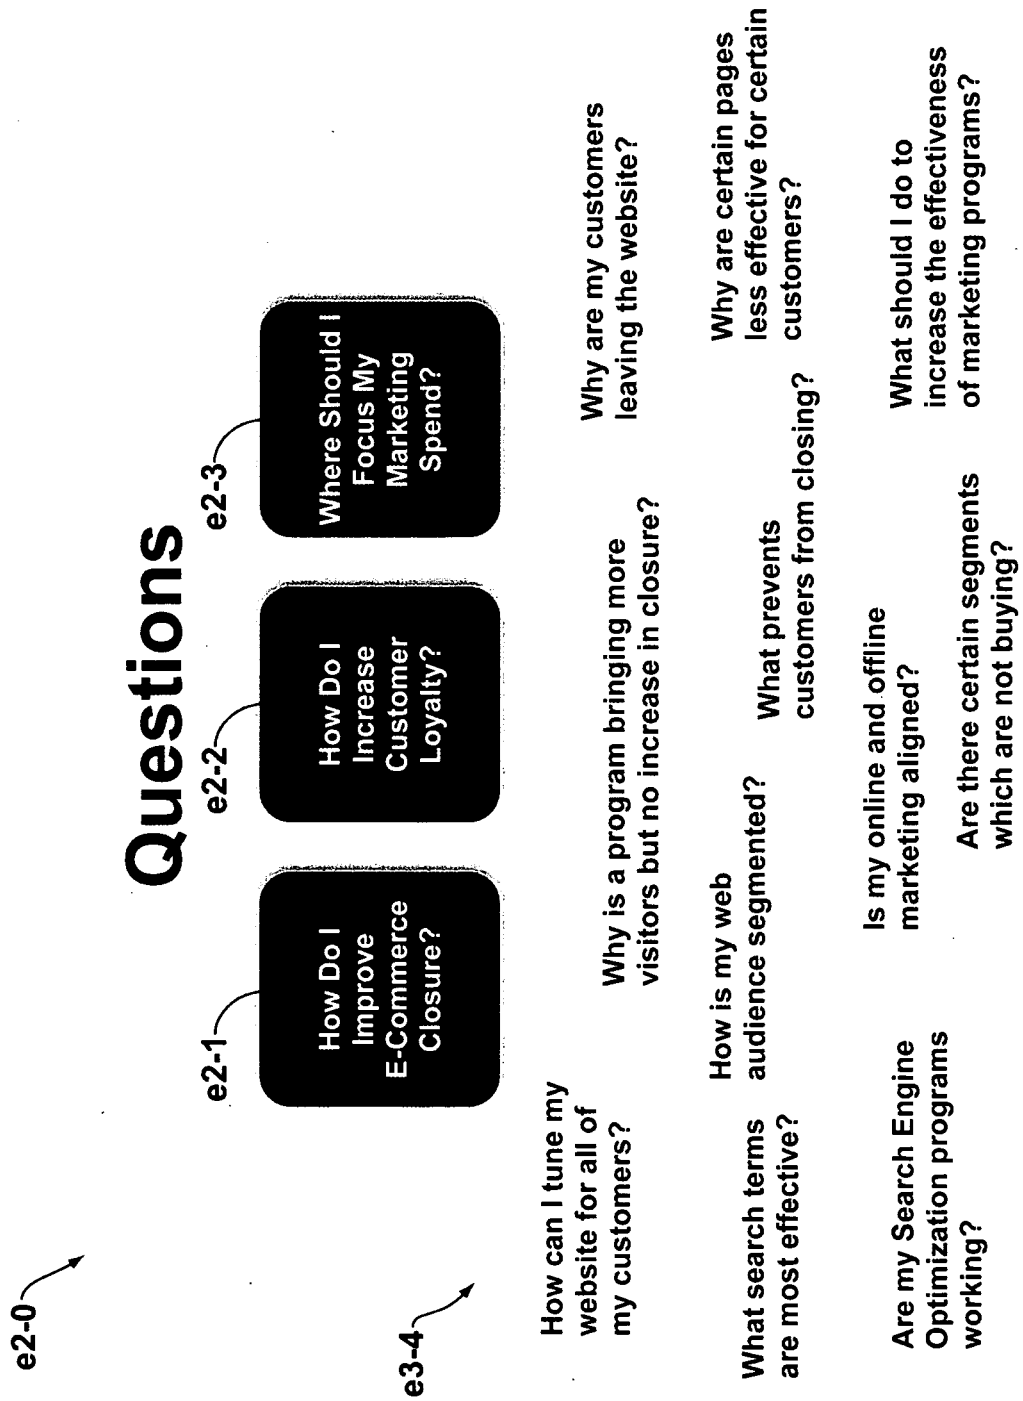 e2-0
Questions
e2-1
e2-2
e2-3
How Do I
Improve
E-Commerce
Closure?
How Do I
Increase
Customer
Loyalty?
Where Should I
Focus My
Marketing
Spend?
e3-4
How can I tune my
website for all of
my customers?
Why is a program bringing more
visitors but no increase in closure?
Why are my customers
leaving the website?
What search terms
are most effective?
How is my web
audience segmented?
What prevents
customers from closing?
Why are certain pages
less effective for certain
customers?
Are my Search Engine
Optimization programs
working?
Is my online and offline
marketing aligned?
Are there certain segments
which are not buying?
What should I do to
increase the effectiveness
of marketing programs?